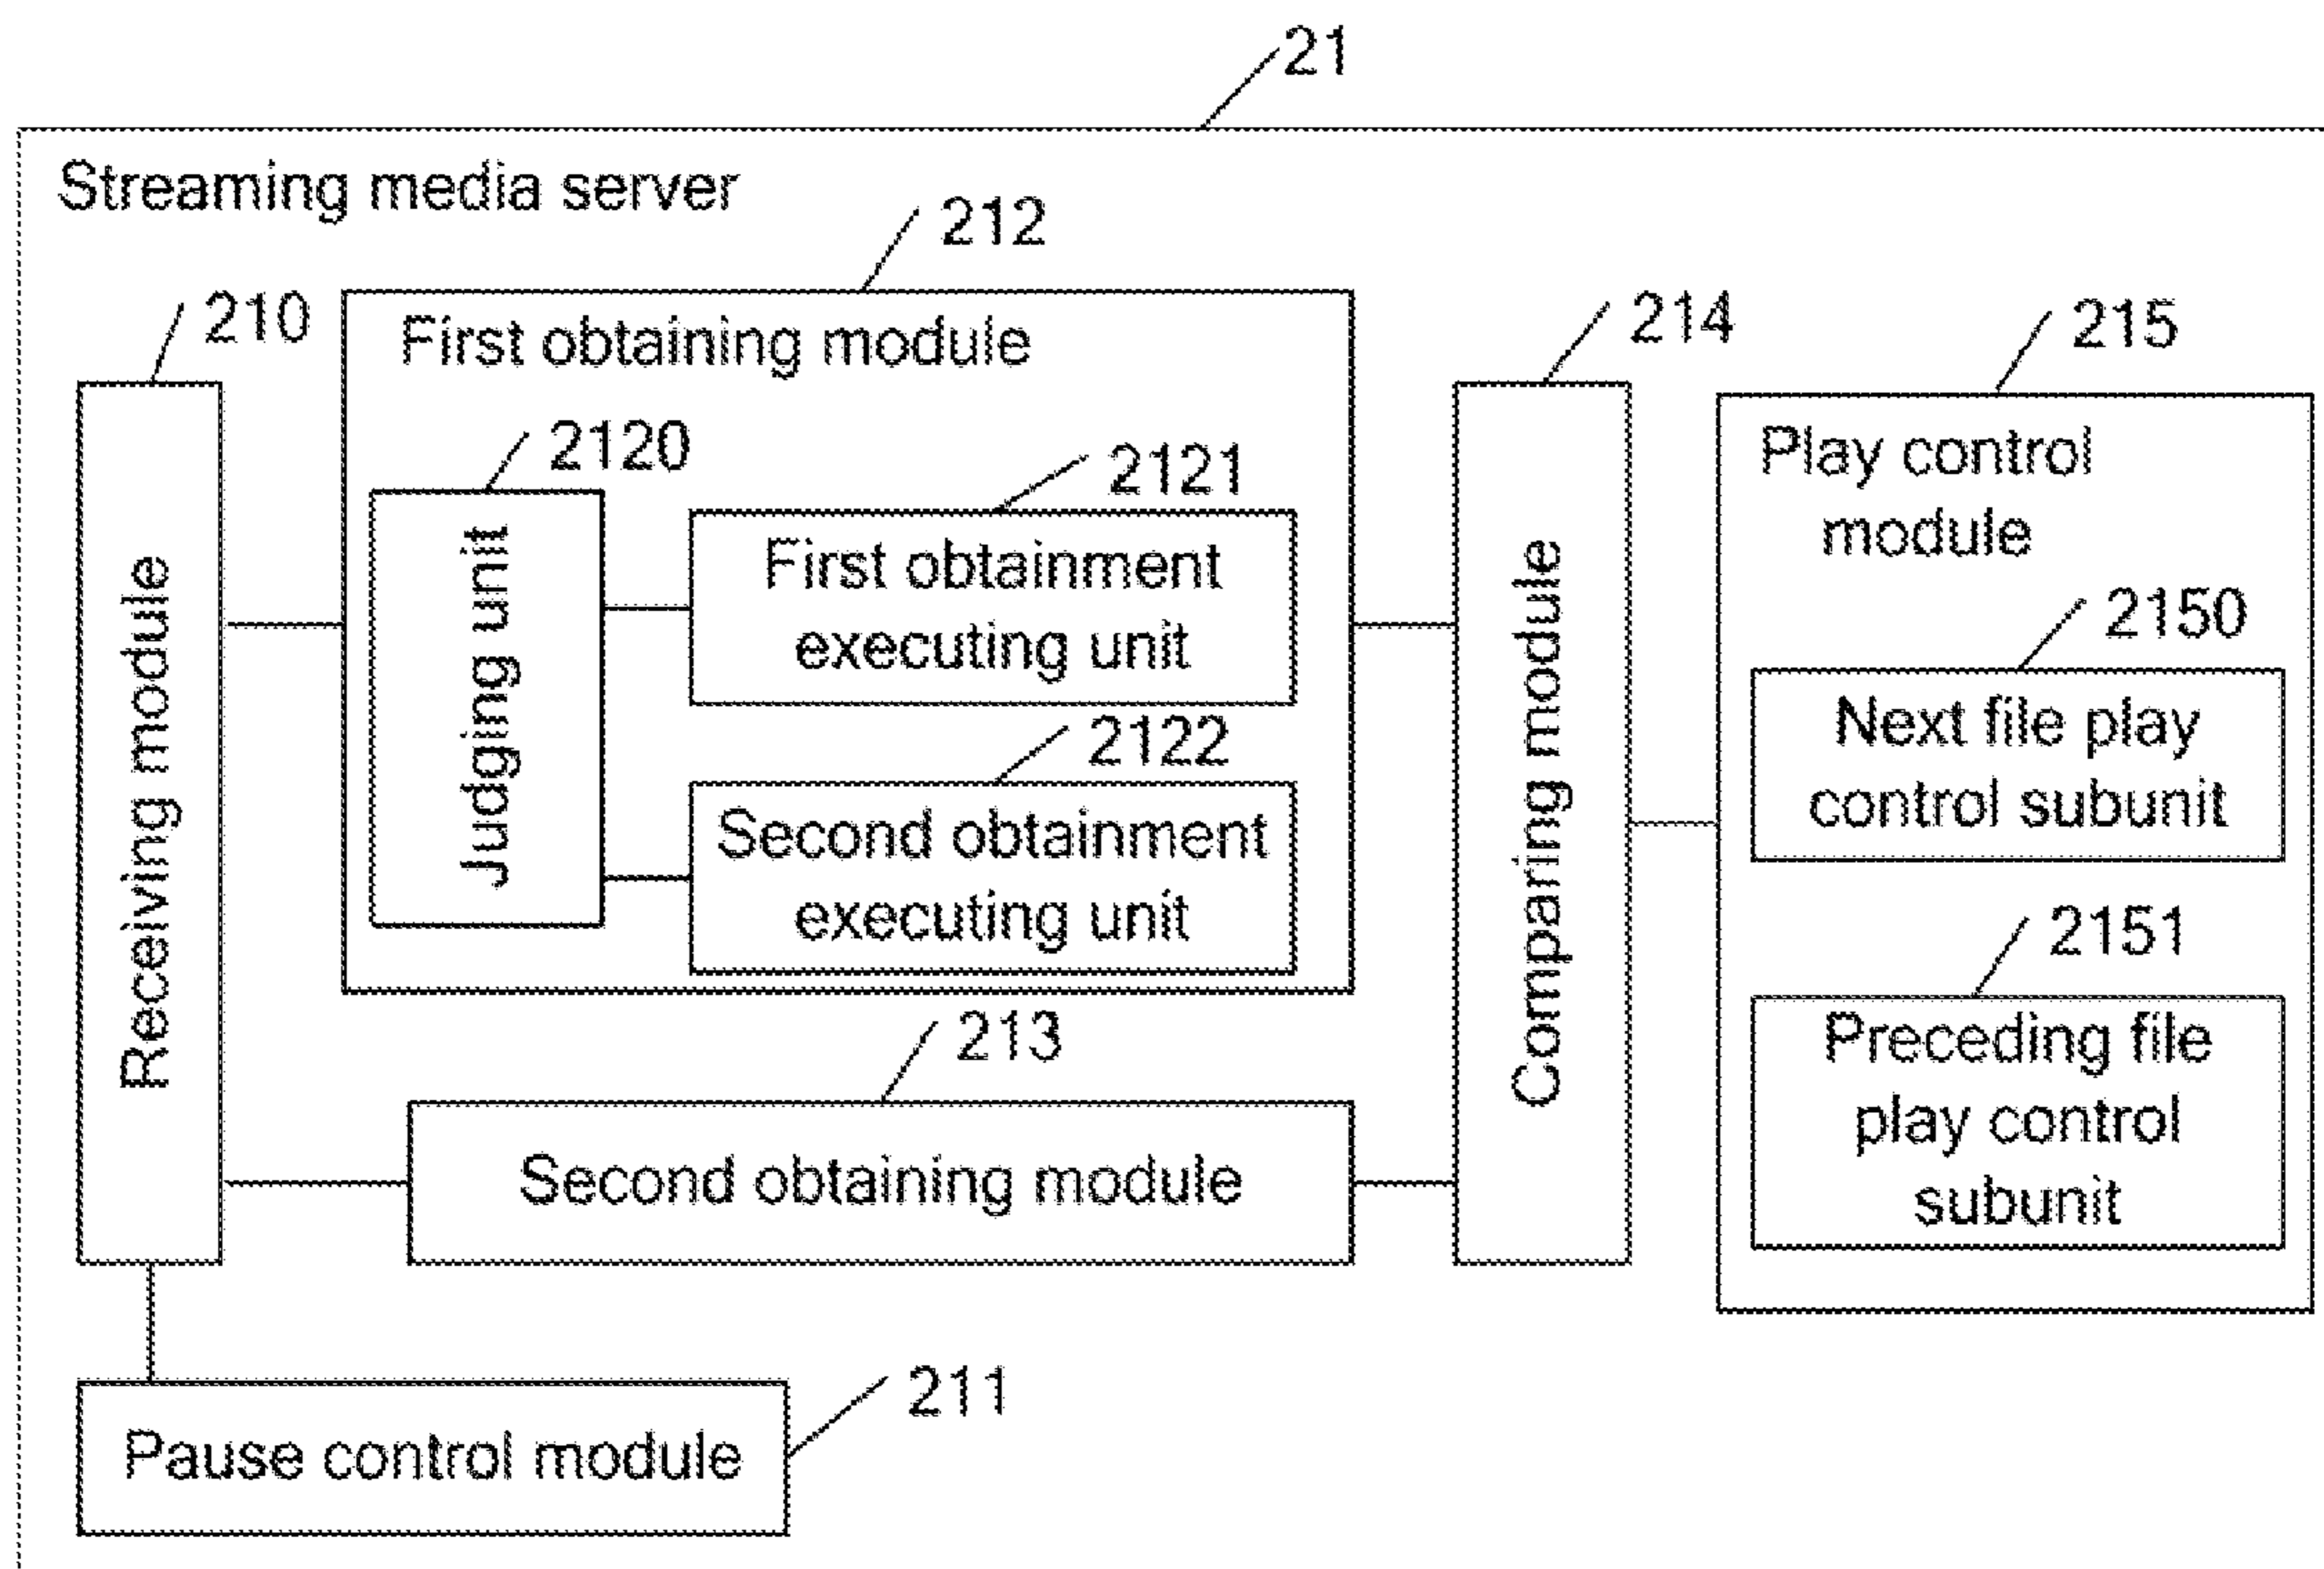 21
Streaming media server
212
210
First obtaining module
214
215
2120
2121
Play control
module
Judging unit
First obtainment
executing unit
Receiving module
Comparing module
2150
2122
Next file play
control subunit
Second obtainment
executing unit
2151
213
Preceding file
play control
subunit
Second obtaining module
211
Pause control module